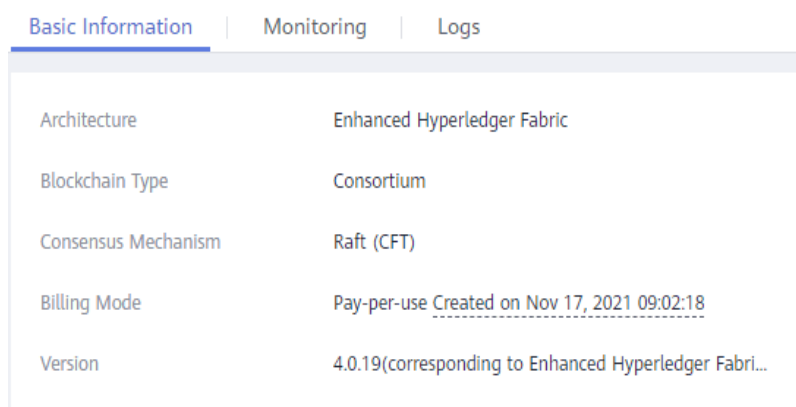 Basic Information Monitoring Logs
Architecture Enhanced Hyperledger Fabric
Blockchain Type Consortium
Consensus Mechanism Raft (CFT)
Billing Mode Pay-per-use Created on Nov 17, 2021 09:02:18
Version 4.0.19(corresponding to Enhanced Hyperledger Fabri...